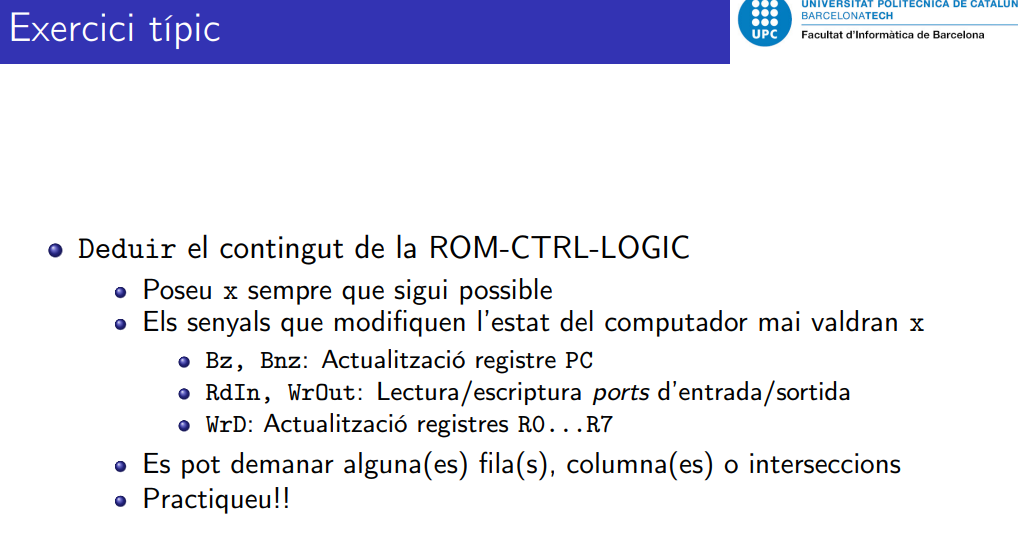 Exercici típic
UNIVERSITAT POLITÈCNICA DE CATALUN
BARCELONATECH
Facultat d'Informàtica de Barcelona
UPC
Deduir el contingut de la ROM-CTRL-LOGIC
Poseu x sempre que sigui possible
Els senyals que modifiquen l'estat del computador mai valdran x
Bz, Bnz: Actualització registre PC
RdIn, WrOut: Lectura/escriptura ports d'entrada/sortida
WrD: Actualització registres R0...R7
Es pot demanar alguna(es) fila(s), columna(es) o interseccions
Practiqueu!!